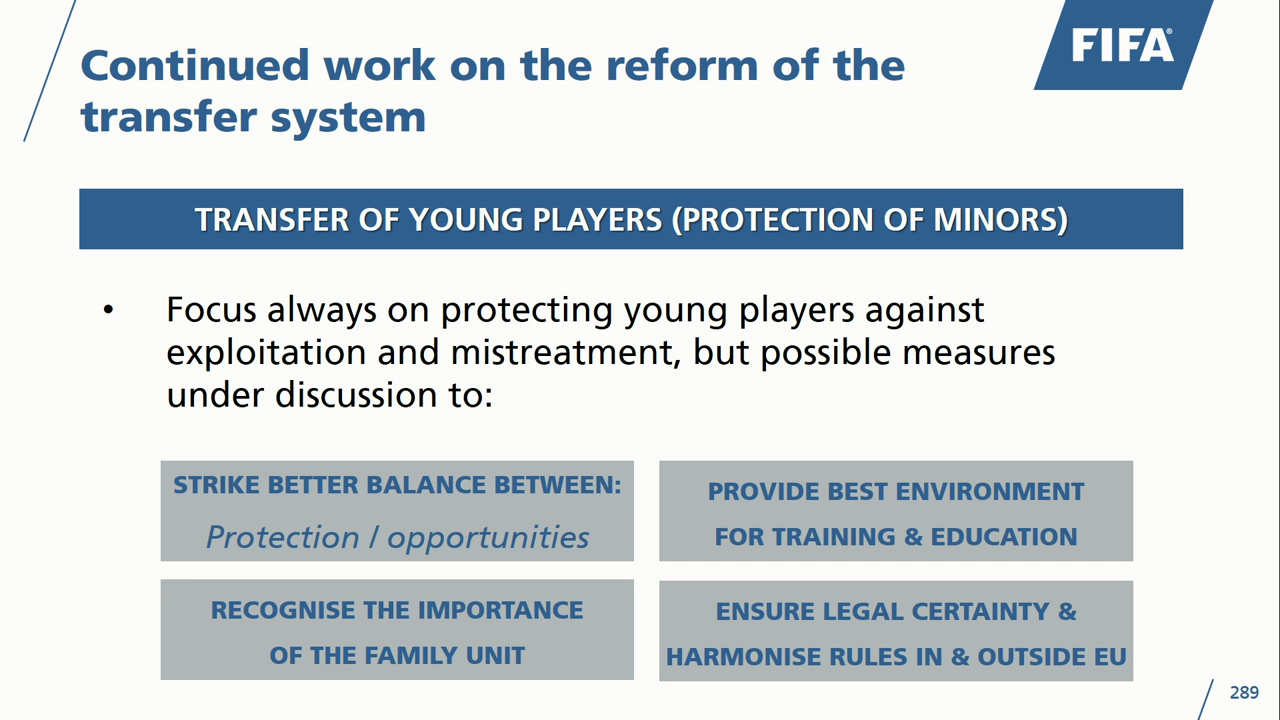 Continued work on the reform of the
transfer system
FIFA®
TRANSFER OF YOUNG PLAYERS (PROTECTION OF MINORS)
• Focus always on protecting young players against
exploitation and mistreatment, but possible measures
under discussion to:
STRIKE BETTER BALANCE BETWEEN:
Protection / opportunities
PROVIDE BEST ENVIRONMENT
FOR TRAINING & EDUCATION
RECOGNISE THE IMPORTANCE
OF THE FAMILY UNIT
ENSURE LEGAL CERTAINTY &
HARMONISE RULES IN & OUTSIDE EU
289